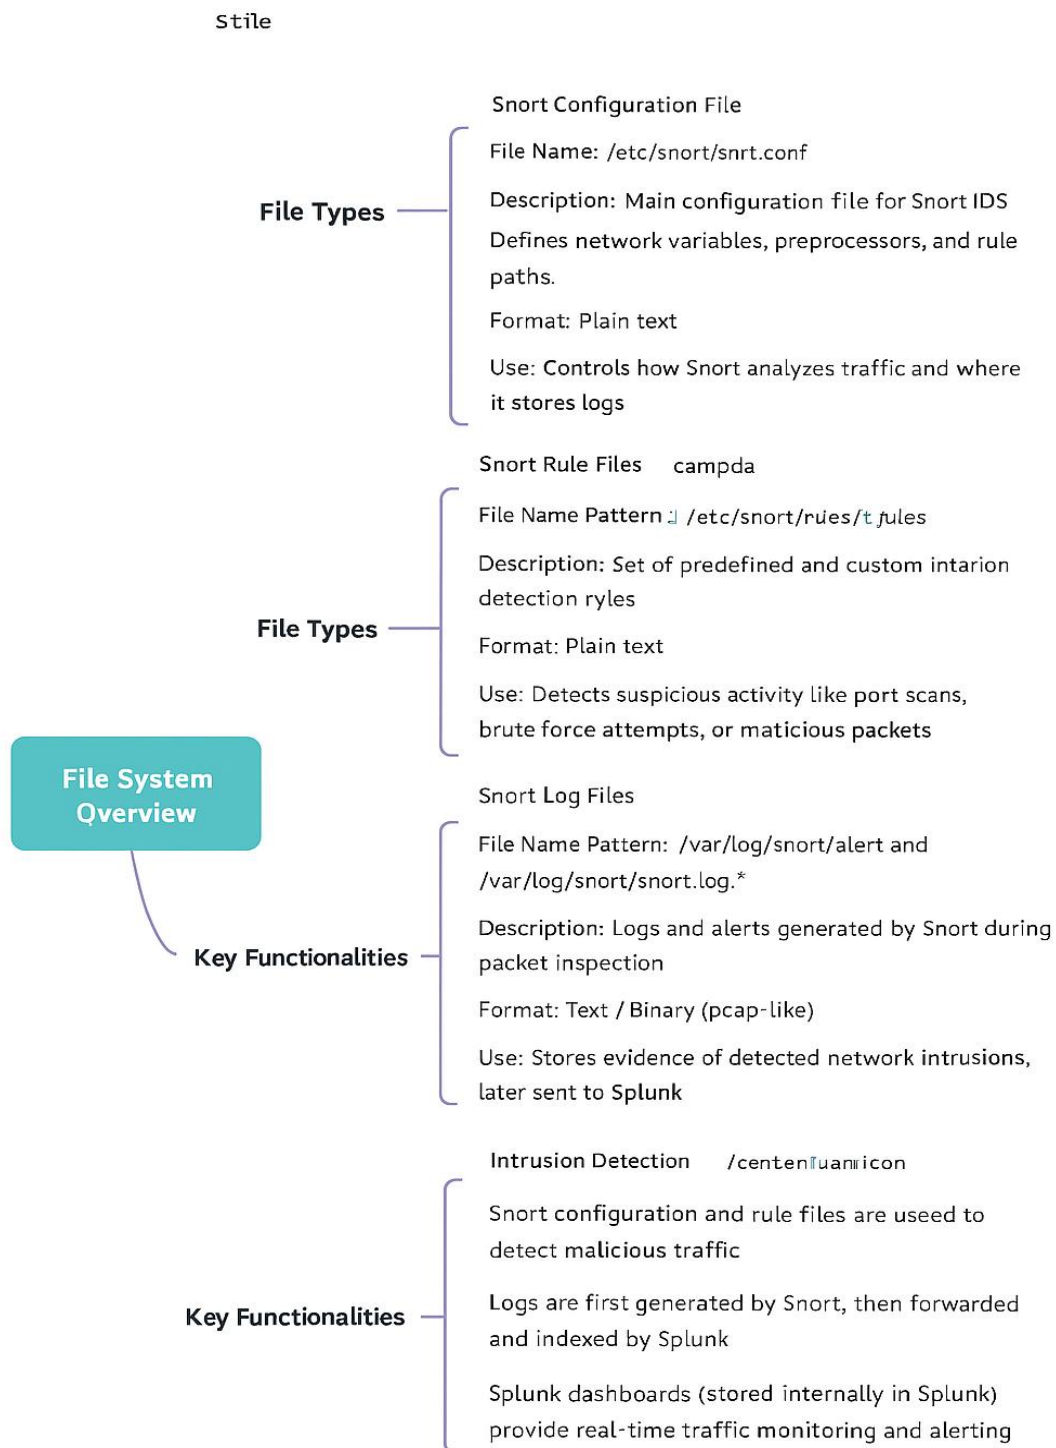 Stile
Snort Configuration File
File Name: /etc/snort/snrt.conf
File Types
Description: Main configuration file for Snort IDS
Defines network variables, preprocessors, and rule
paths.
Format: Plain text
Use: Controls how Snort analyzes traffic and where
it stores logs
Snort Rule Files campda
File Name Pattern /etc/snort/rules/
Description: Set of predefined and custom intarion
detection ryles
File Types
Format: Plain text
Use: Detects suspicious activity like port scans,
brute force attempts, or maticious packets
File System
Qverview
Snort Log Files
File Name Pattern: /var/log/snort/alert and
/var/log/snort/snort.log.*
Description: Logs and alerts generated by Snort during
packet inspection
Key Functionalities
Format: Text / Binary (pcap-like)
Use: Stores evidence of detected network intrusions,
later sent to Splunk
Intrusion Detection
Snort configuration and rule files are useed to
detect malicious traffic
Logs are first generated by Snort, then forwarded
and indexed by Splunk
Key Functionalities
Splunk dashboards (stored internally in Splunk)
provide real-time traffic monitoring and alerting